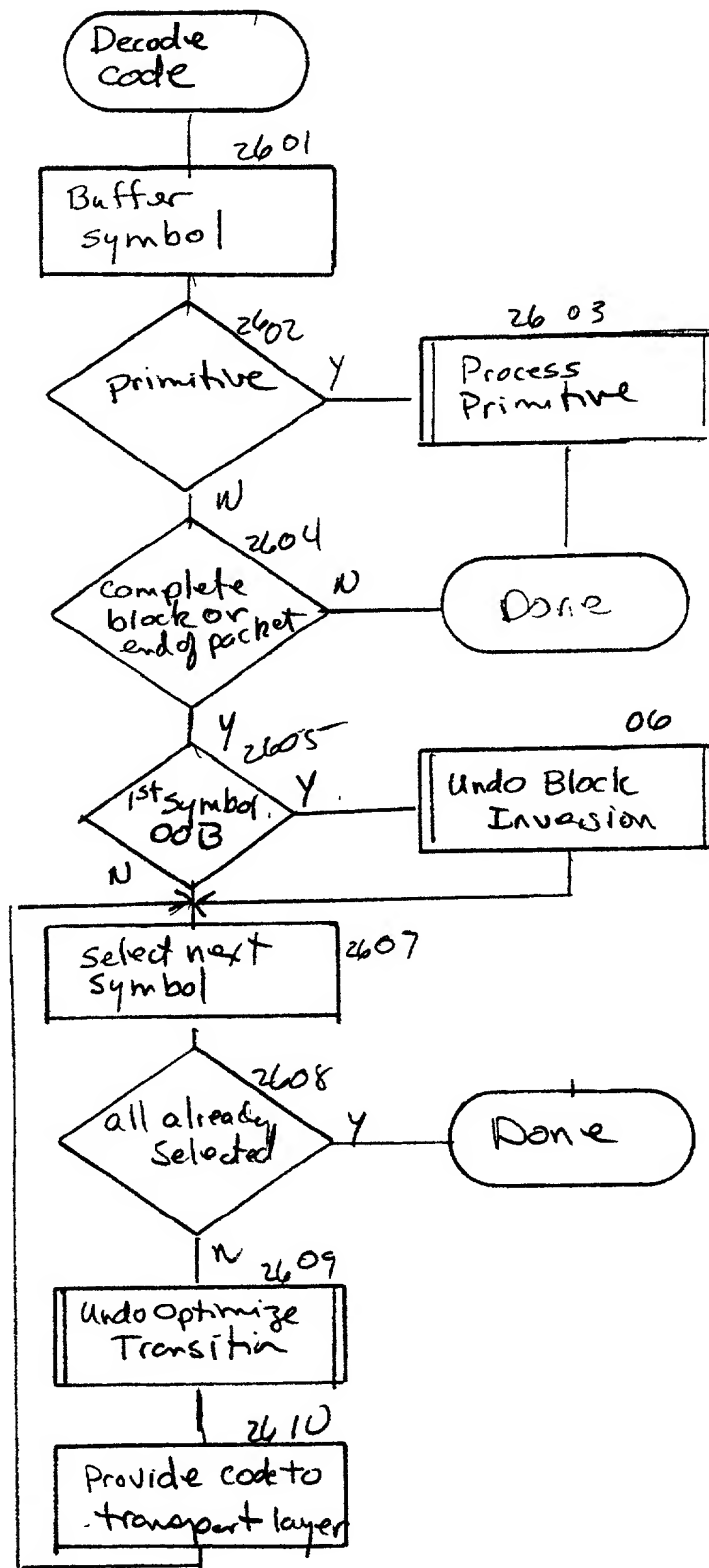 Decode
code
2601
Buffer
symbol
2602
primitive
Y
2603
Process
Primitive
N
2604
complete
block or
end of packet
N
Done
Y
2605
1st symbol
OOB
Y
06
Undo Block
Inversion
N
Select next
symbol
2607
2608
all already
selected
Y
Done
N
2609
Undo Optimize
Transition
2610
Provide code to
transport layer